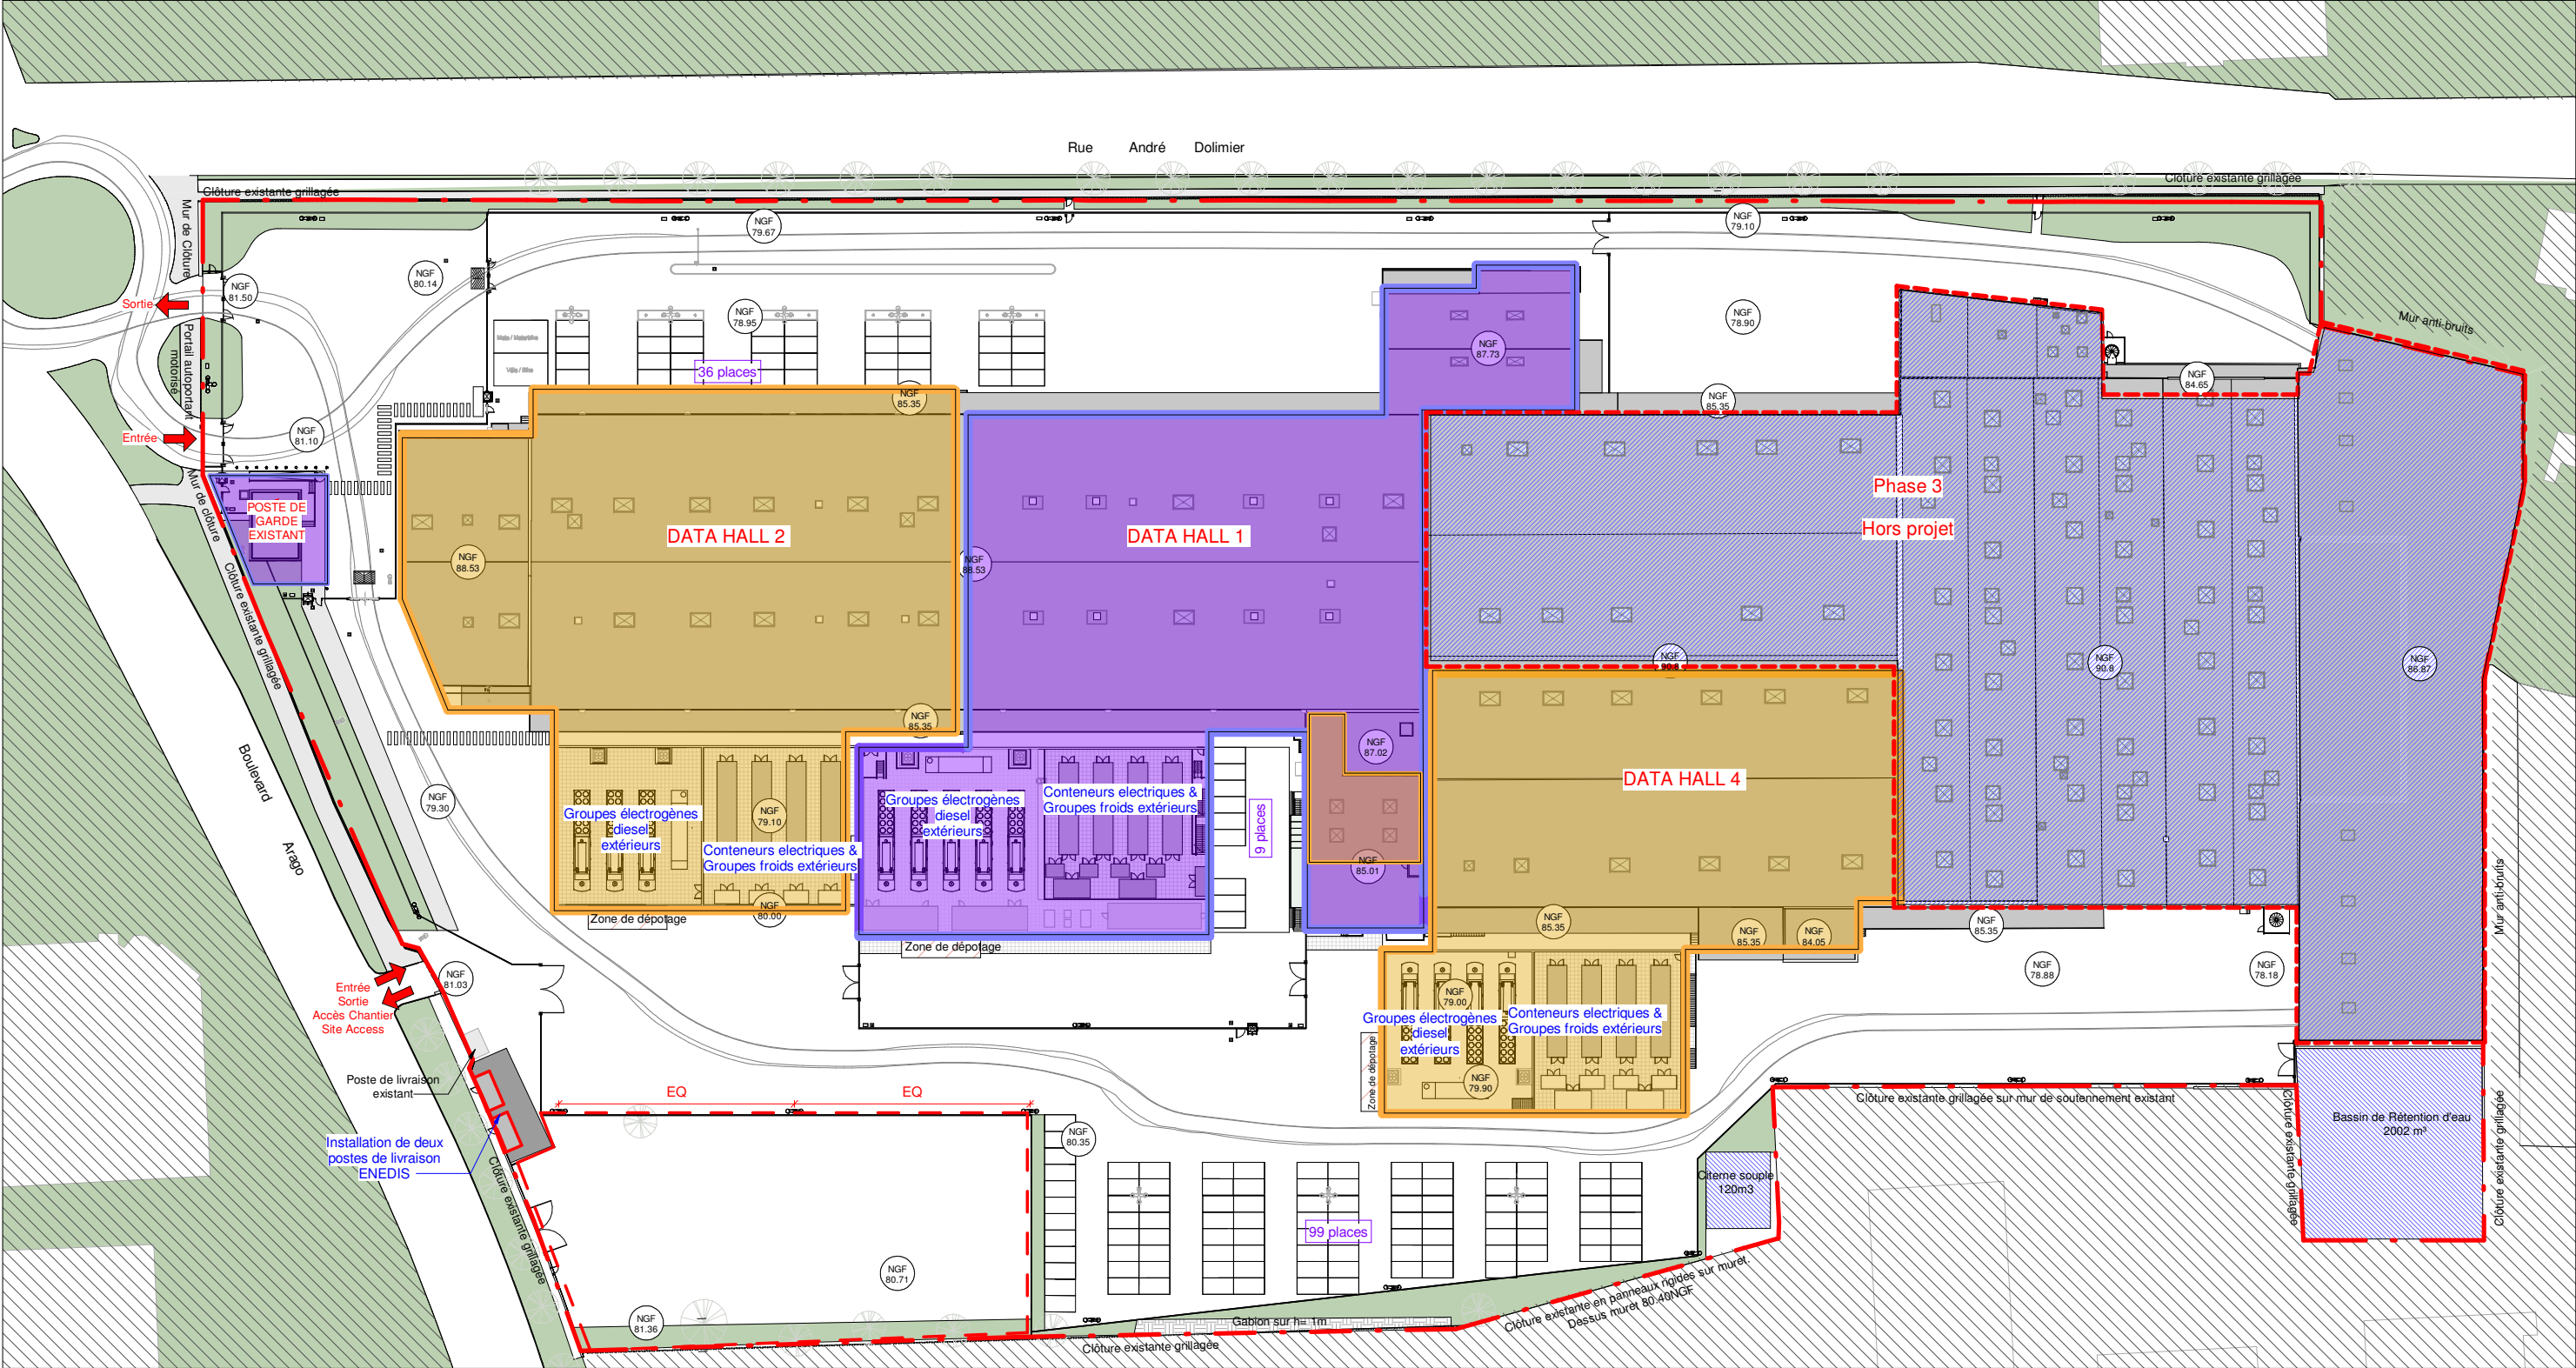 Rue André Dolimier
Clôture existante grillagée
Clôture existante grillagée
Mur de Clôture
NGF
79.67
NGF
79.10
NGF
80.14
NGF
81.50
Sortie
NGF
78.95
NGF
78.90
Mur anti-bruits
Portail autoportant
motorisé
Moto / Motorbike
Vélo / Bike
36 places
NGF
87.73
NGF
84.65
NGF
85.35
NGF
85.35
Entrée
NGF
81.10
Mur de clôture
POSTE DE
GARDE
EXISTANT
Phase 3
Hors projet
DATA HALL 2
DATA HALL 1
NGF
88.53
NGF
88.53
Clôture existante grillagée
NGF
90.8
NGF
90.8
NGF
86.87
NGF
85.35
NGF
87.02
DATA HALL 4
Boulevard
Arago
NGF
79.30
Groupes électrogènes
diesel
extérieurs
NGF
79.10
Conteneurs electriques &
Groupes froids extérieurs
Groupes électrogènes
diesel
extérieurs
Conteneurs electriques &
Groupes froids extérieurs
9 places
NGF
85.01
Mur anti-bruits
NGF
80.00
Zone de dépotage
Zone de dépotage
NGF
85.35
NGF
85.35
NGF
84.05
NGF
85.35
NGF
78.88
NGF
78.18
NGF
81.03
Entrée
Sortie
Accès Chantier
Site Access
NGF
79.00
Groupes électrogènes
diesel
extérieurs
Conteneurs electriques &
Groupes froids extérieurs
Zone de dépotage
NGF
79.90
Poste de livraison
existant
EQ
EQ
Clôture existante grillagée sur mur de soutennement existant
Clôture existante grillagée
Bassin de Rétention d'eau
2002 m³
Clôture existante grillagée
Installation de deux
postes de livraison
ENEDIS
NGF
80.35
Citerne souple
120m3
Clôture existante grillagée
99 places
NGF
80.71
NGF
81.36
Gabion sur h= 1m
Clôture existante en panneaux rigides sur muret.
Dessus muret 80.40NGF
Clôture existante grillagée